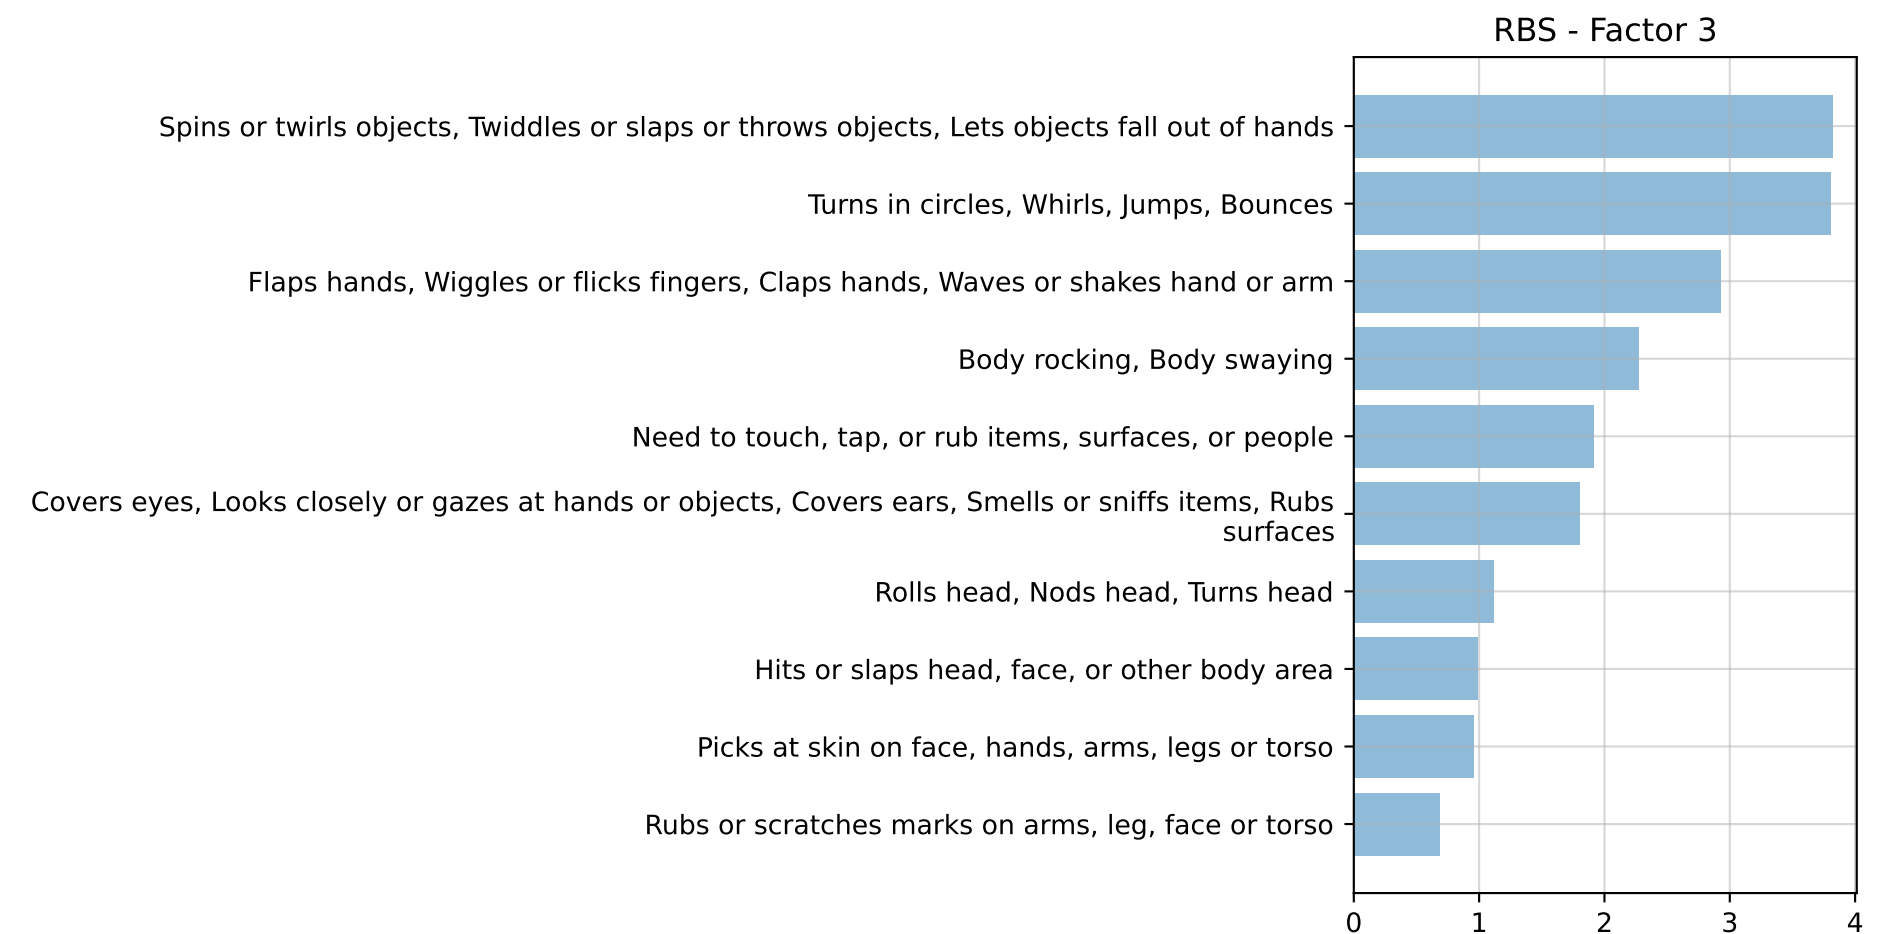 RBS - Factor 3
Spins or twirls objects, Twiddles or slaps or throws objects, Lets objects fall out of hands
Turns in circles, Whirls, Jumps, Bounces
Flaps hands, Wiggles or flicks fingers, Claps hands, Waves or shakes hand or arm
Body rocking, Body swaying
Need to touch, tap, or rub items, surfaces, or people
Covers eyes, Looks closely or gazes at hands or objects, Covers ears, Smells or sniffs items, Rubs
surfaces
Rolls head, Nods head, Turns head
Hits or slaps head, face, or other body area
Picks at skin on face, hands, arms, legs or torso
Rubs or scratches marks on arms, leg, face or torso
0 1 2 3 4